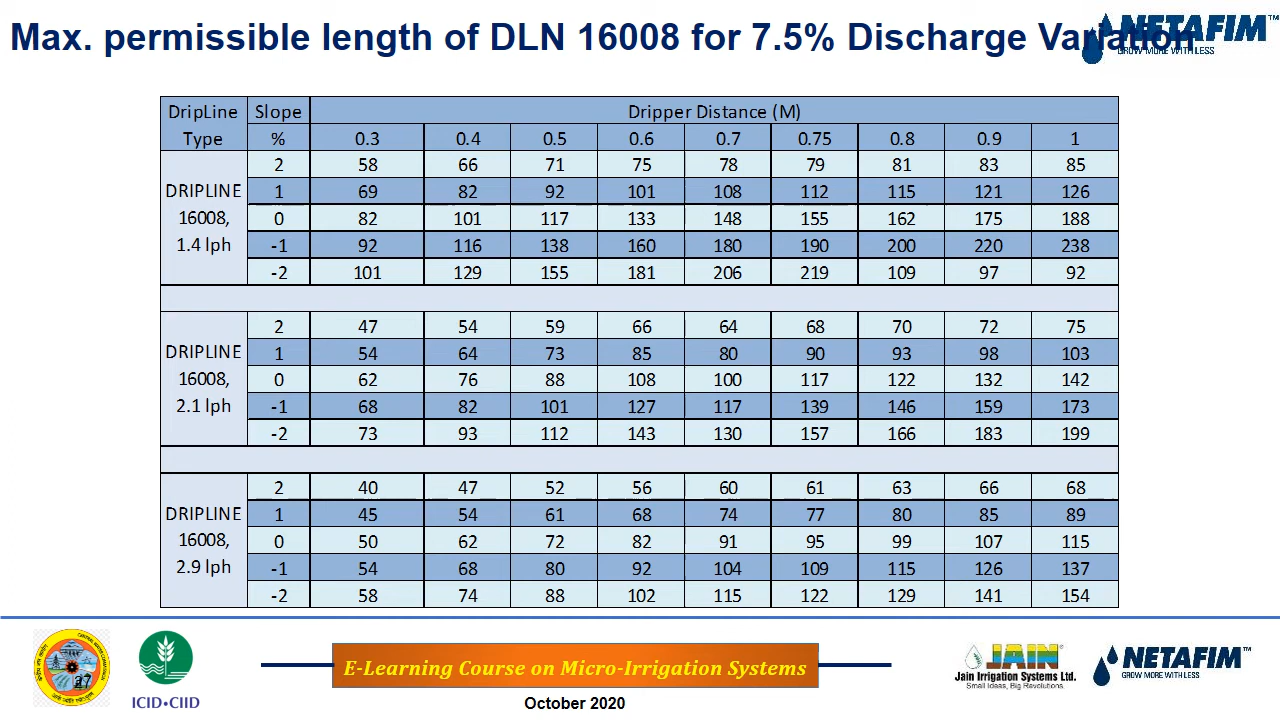 Max. permissible length of DLN 16008 for 7.5% Discharge Variation
NETAFIM™
GROW MORE WITH LESS
DripLine Type Slope % Dripper Distance (M)
0.3 0.4 0.5 0.6 0.7 0.75 0.8 0.9 1
DRIPLINE 16008, 1.4 lph
2 58 66 71 75 78 79 81 83 85
1 69 82 92 101 108 112 115 121 126
0 82 101 117 133 148 155 162 175 188
-1 92 116 138 160 180 190 200 220 238
-2 101 129 155 181 206 219 109 97 92
DRIPLINE 16008, 2.1 lph
2 47 54 59 66 64 68 70 72 75
1 54 64 73 85 80 90 93 98 103
0 62 76 88 108 100 117 122 132 142
-1 68 82 101 127 117 139 146 159 173
-2 73 93 112 143 130 157 166 183 199
DRIPLINE 16008, 2.9 lph
2 40 47 52 56 60 61 63 66 68
1 45 54 61 68 74 77 80 85 89
0 50 62 72 82 91 95 99 107 115
-1 54 68 80 92 104 109 115 126 137
-2 58 74 88 102 115 122 129 141 154
27
ICID•CIID
E-Learning Course on Micro-Irrigation Systems
October 2020
JAIN®
Jain Irrigation Systems Ltd.
Small Ideas, Big Revolutions.
NETAFIM™
GROW MORE WITH LESS